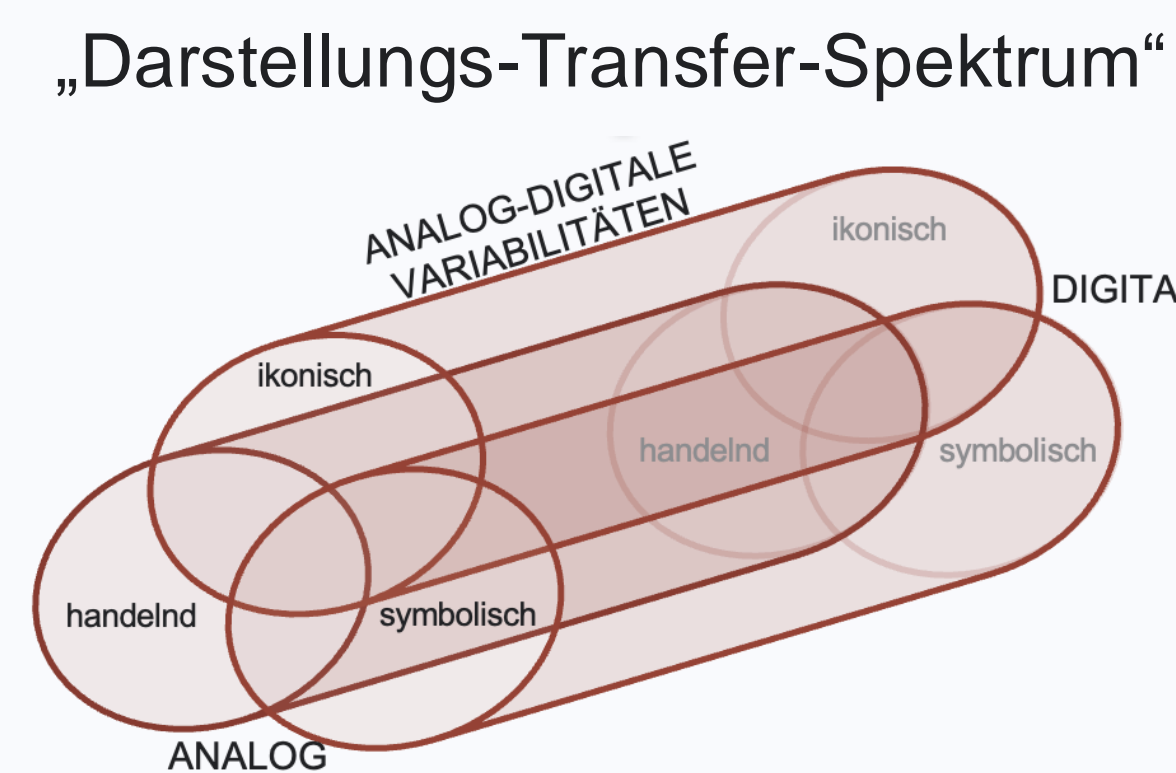 „Darstellungs-Transfer-Spektrum“
ANALOG-DIGITALE
VARIABILITÄTEN
ikonisch
DIGITA
ikonisch
handelnd
symbolisch
handelnd
symbolisch
ANALOG